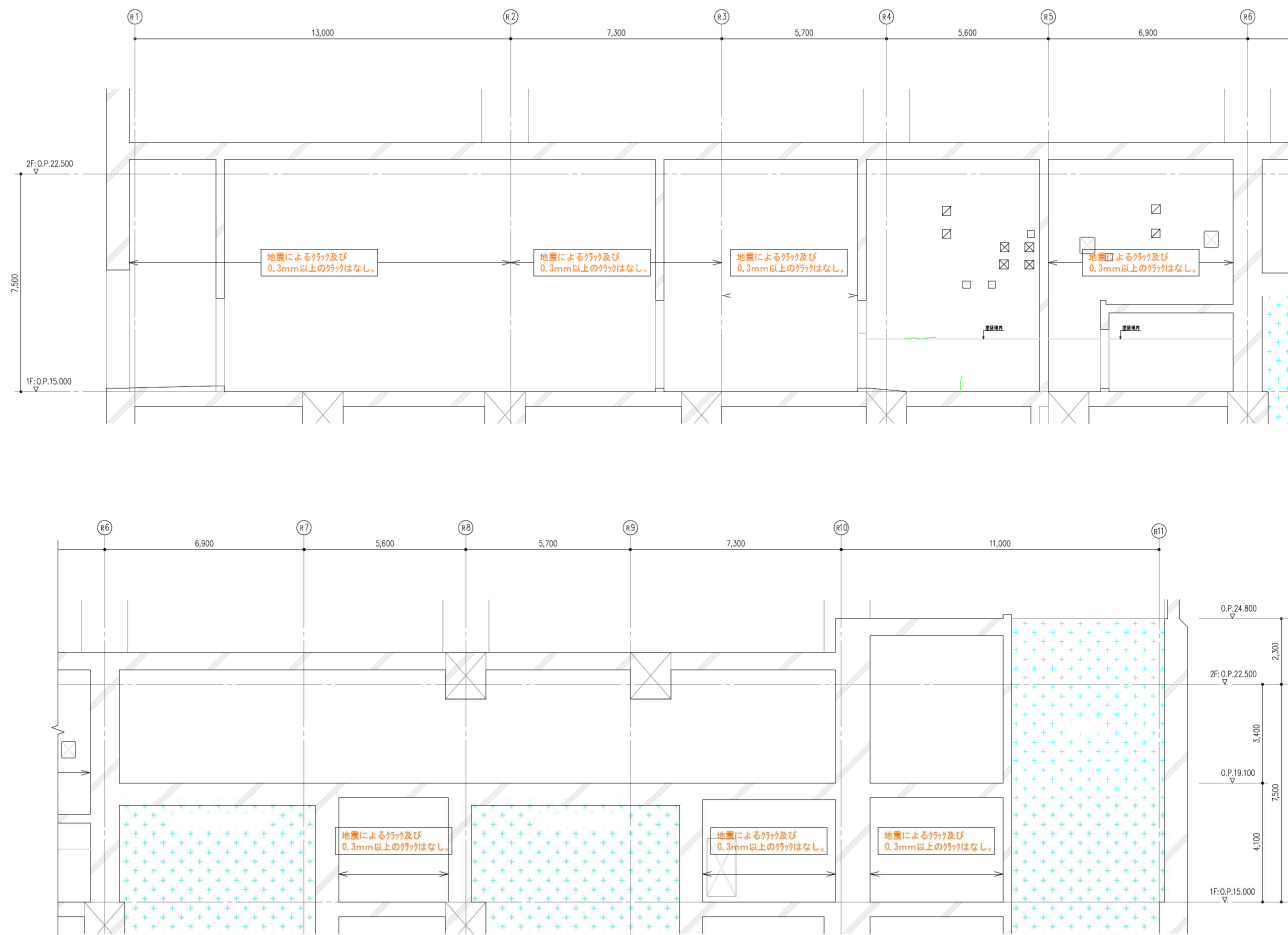 R1
R2
R3
R4
R5
R6
13,000
7,300
5,700
5,600
6,900
2F:O.P.22.500
7,500
地震によるクラック及び
0.3mm以上のクラックはなし。
地震によるクラック及び
0.3mm以上のクラックはなし。
地震によるクラック及び
0.3mm以上のクラックはなし。
地震によるクラック及び
0.3mm以上のクラックはなし。
塗装境界
塗装境界
1F:O.P.15.000
R6
R7
R8
R9
R10
R11
6,900
5,600
5,700
7,300
11,000
O.P.24.800
2,300
2F:O.P.22.500
3,400
O.P.19.100
7,500
4,100
地震によるクラック及び
0.3mm以上のクラックはなし。
地震によるクラック及び
0.3mm以上のクラックはなし。
地震によるクラック及び
0.3mm以上のクラックはなし。
1F:O.P.15.000